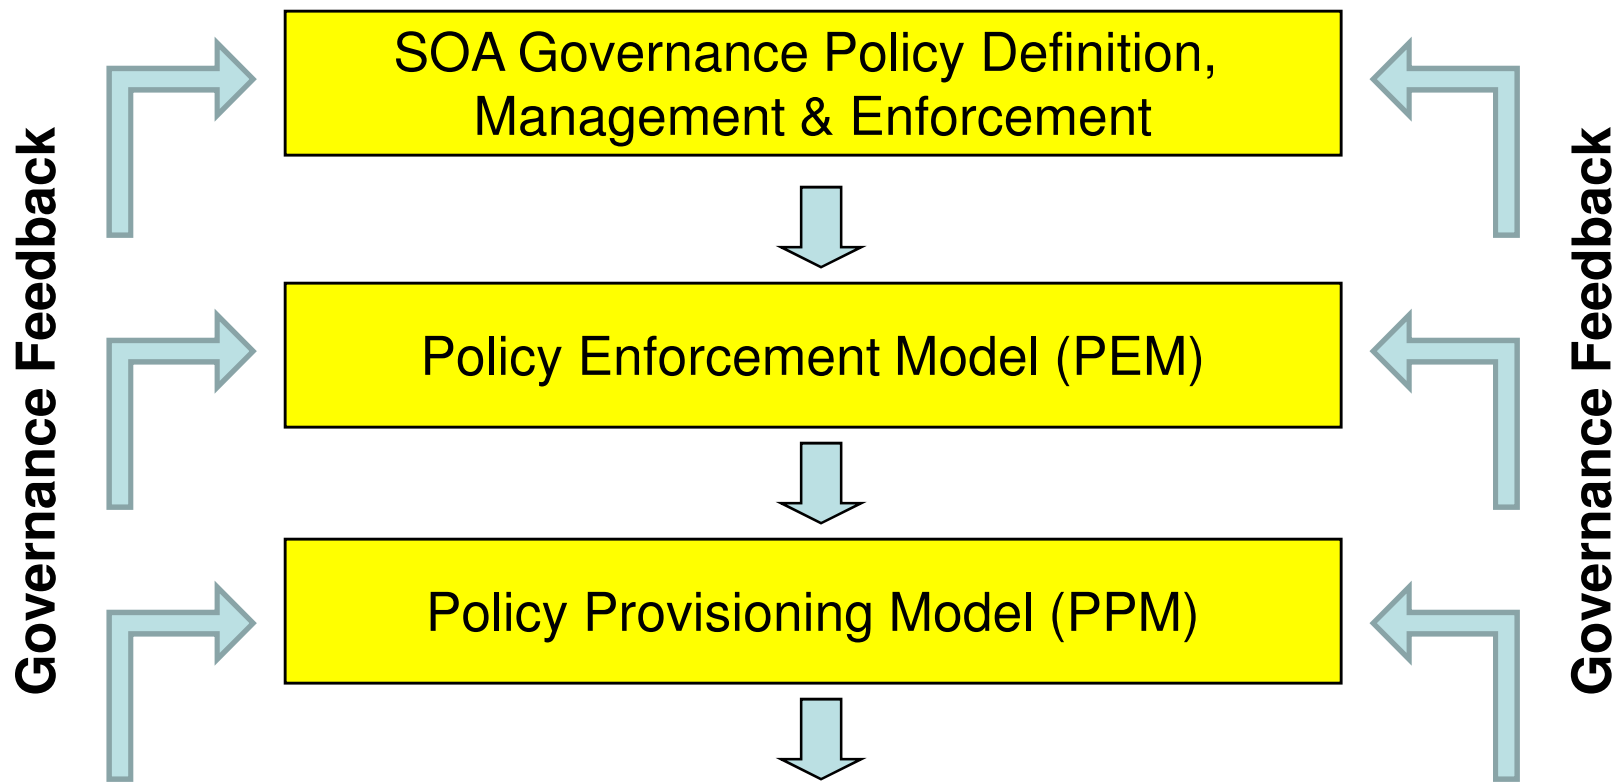 SOA Governance Policy Definition,
Management & Enforcement
Governance Feedback
Governance Feedback
Policy Enforcement Model (PEM)
Policy Provisioning Model (PPM)